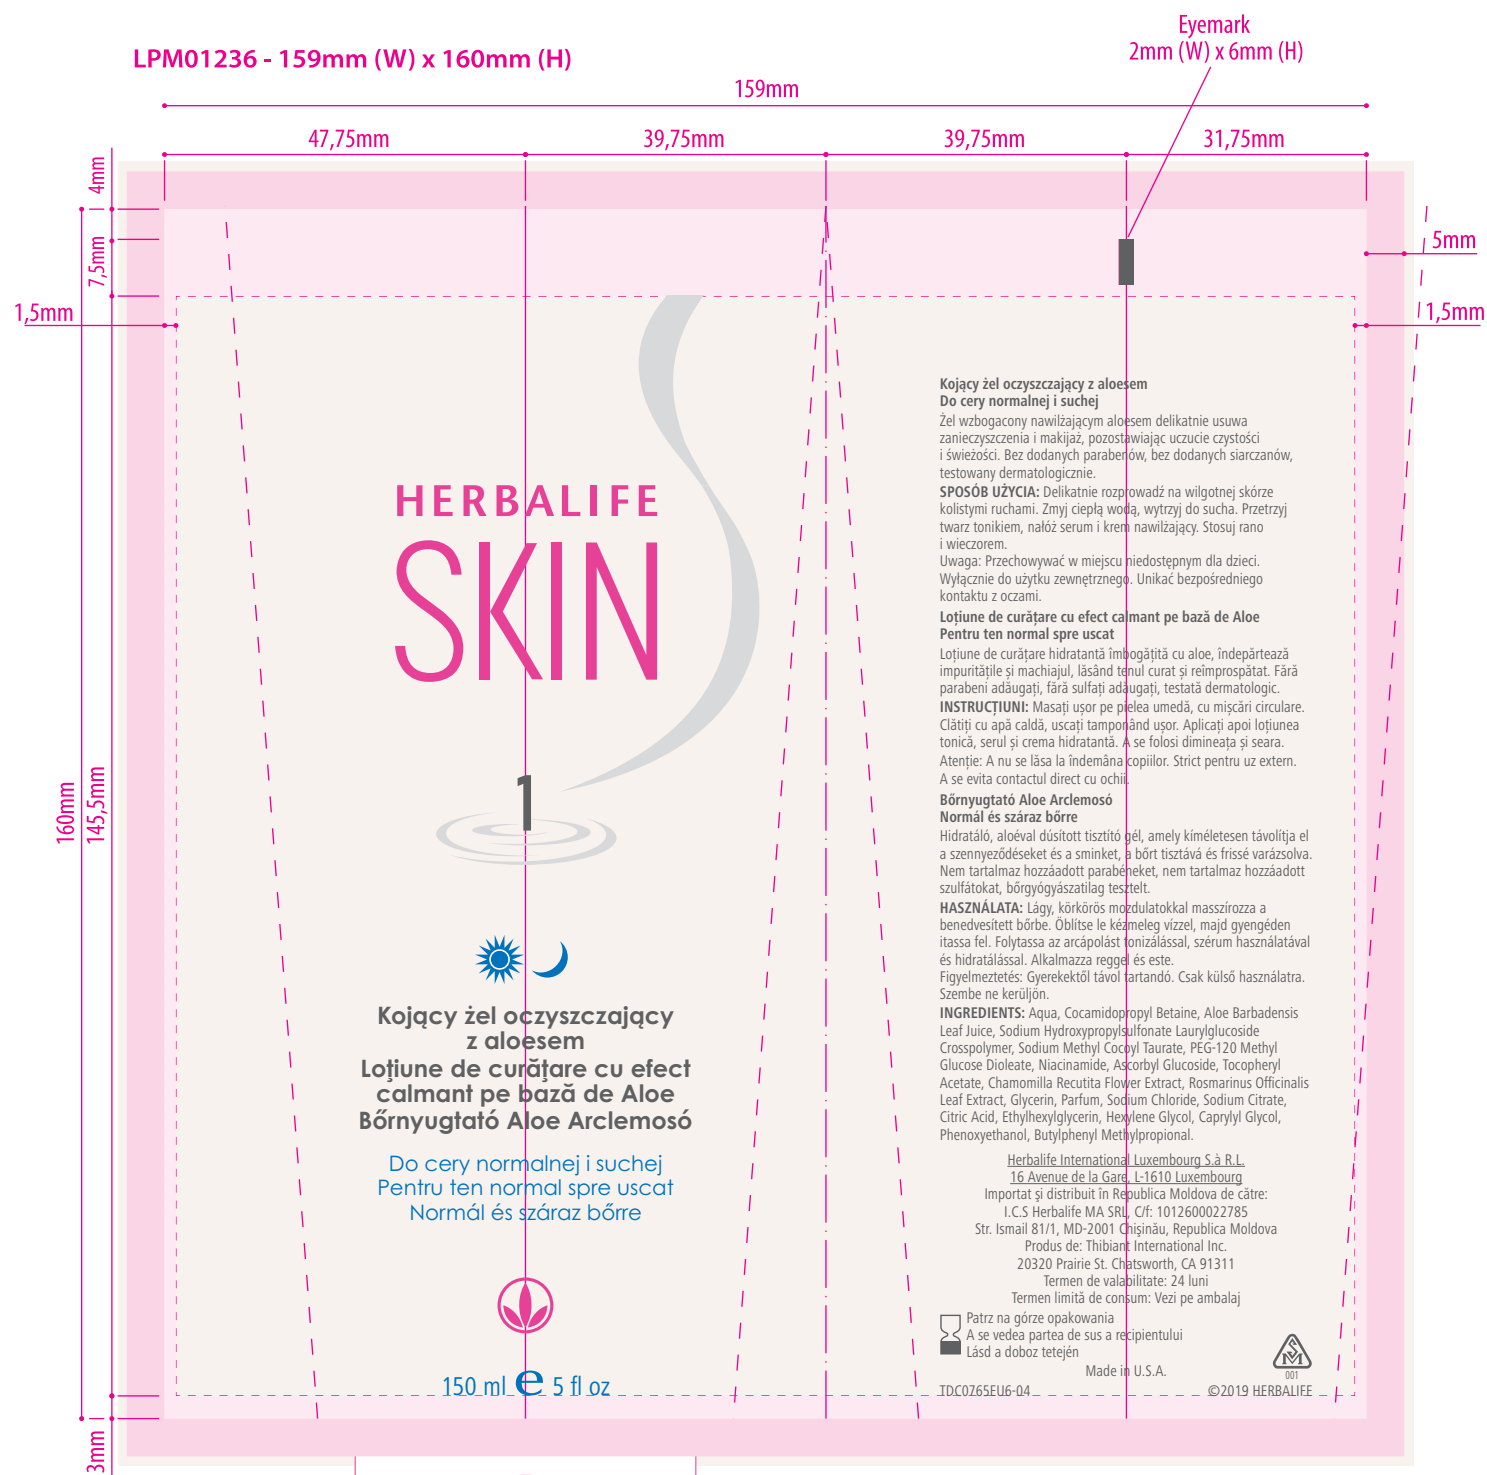 LPM01236 - 159mm (W) x 160mm (H)
Eyemark
2mm (W) x 6mm (H)
159mm
47,75mm
39,75mm
39,75mm
31,75mm
4mm
7,5mm
1,5mm
5mm
1,5mm
160mm
145,5mm
3mm
HERBALIFE
SKIN
1
Kojący żel oczyszczający
z aloesem
Loţiune de curăţare cu efect
calmant pe bază de Aloe
Bőrnyugtató Aloe Arclemosó
Do cery normalnej i suchej
Pentru ten normal spre uscat
Normál és száraz bőrre
150 ml e 5 fl oz
Kojący żel oczyszczający z aloesem
Do cery normalnej i suchej
Żel wzbogacony nawilżającym aloesem delikatnie usuwa
zanieczyszczenia i makijaż, pozostawiając uczucie czystości
i świeżości. Bez dodanych parabenów, bez dodanych siarczanów,
testowany dermatologicznie.
SPOSÓB UŻYCIA: Delikatnie rozprowadź na wilgotnej skórze
kolistymi ruchami. Zmyj ciepłą wodą, wytrzyj do sucha. Przetrzyj
twarz tonikiem, nałóż serum i krem nawilżający. Stosuj rano
i wieczorem.
Uwaga: Przechowywać w miejscu niedostępnym dla dzieci.
Wyłącznie do użytku zewnętrznego. Unikać bezpośredniego
kontaktu z oczami.
Loțiune de curățare cu efect calmant pe bază de Aloe
Pentru ten normal spre uscat
Loțiune de curățare hidratantă îmbogățită cu aloe, îndepărtează
impuritățile și machiajul, lăsând tenul curat și reîmprospătat. Fără
parabeni adăugați, fără sulfați adăugați, testată dermatologic.
INSTRUCȚIUNI: Masați ușor pe pielea umedă, cu mișcări circulare.
Clătiți cu apă caldă, uscați tamponând ușor. Aplicați apoi loțiunea
tonică, serul și crema hidratantă. A se folosi dimineața și seara.
Atenție: A nu se lăsa la îndemâna copiilor. Strict pentru uz extern.
A se evita contactul direct cu ochii.
Bőrnyugtató Aloe Arclemosó
Normál és száraz bőrre
Hidratáló, aloéval dúsított tisztító gél, amely kíméletesen távolítja el
a szennyeződéseket és a sminket, a bőrt tisztává és frissé varázsolva.
Nem tartalmaz hozzáadott parabéneket, nem tartalmaz hozzáadott
szulfátokat, bőrgyógyászatilag tesztelt.
HASZNÁLATA: Lágy, körkörös mozdulatokkal masszírozza a
benedvesített bőrbe. Öblítse le kézmeleg vízzel, majd gyengéden
itassa fel. Folytassa az arcápolást tonizálással, szérum használatával
és hidratálással. Alkalmazza reggel és este.
Figyelmeztetés: Gyerekektől távol tartandó. Csak külső használatra.
Szembe ne kerüljön.
INGREDIENTS: Aqua, Cocamidopropyl Betaine, Aloe Barbadensis
Leaf Juice, Sodium Hydroxypropylsulfonate Laurylglucoside
Crosspolymer, Sodium Methyl Cocoyl Taurate, PEG-120 Methyl
Glucose Dioleate, Niacinamide, Ascorbyl Glucoside, Tocopheryl
Acetate, Chamomilla Recutita Flower Extract, Rosmarinus Officinalis
Leaf Extract, Glycerin, Parfum, Sodium Chloride, Sodium Citrate,
Citric Acid, Ethylhexylglycerin, Hexylene Glycol, Caprylyl Glycol,
Phenoxyethanol, Butylphenyl Methylpropional.
Herbalife International Luxembourg S.à R.L.
16 Avenue de la Gare, L-1610 Luxembourg
Importat şi distribuit în Republica Moldova de către:
I.C.S Herbalife MA SRL, C/f: 1012600022785
Str. Ismail 81/1, MD-2001 Chişinău, Republica Moldova
Produs de: Thibiant International Inc.
20320 Prairie St. Chatsworth, CA 91311
Termen de valabilitate: 24 luni
Termen limită de consum: Vezi pe ambalaj
Patrz na górze opakowania
A se vedea partea de sus a recipientului
Lásd a doboz tetején
Made in U.S.A.
SM
001
TDC0765EU6-04
©2019 HERBALIFE